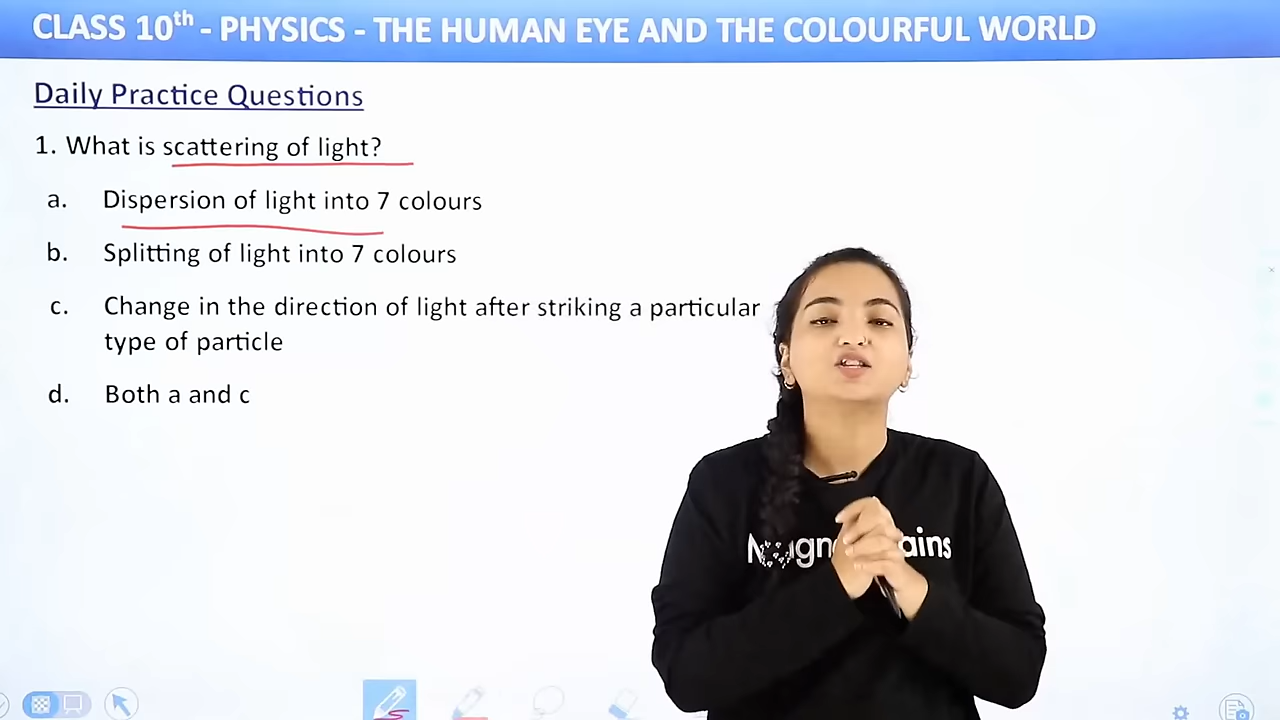 CLASS 10th - PHYSICS - THE HUMAN EYE AND THE COLOURFUL WORLD
Daily Practice Questions
1. What is scattering of light?
a. Dispersion of light into 7 colours
b. Splitting of light into 7 colours
c. Change in the direction of light after striking a particular
type of particle
d. Both a and c